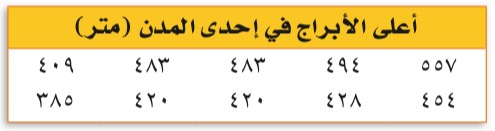 أعلى الأبراج في إحدى المدن (متر)
٥٥٧ ٤٩٤ ٤٨٣ ٤٨٣ ٤٠٩
٤٥٤ ٤٢٨ ٤٢٠ ٤٢٠ ٣٨٥